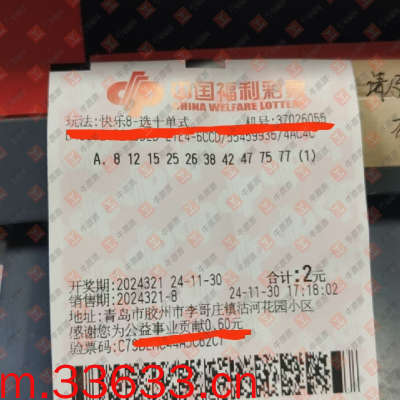 中国福利彩票
CHINA WELFARE LOTTERY
玩法:快乐8-选十单式 机号:37026055
A. 8 12 15 25 26 38 42 47 75 77 (1)
开奖期:2024321 24-11-30 合计:2元
销售期:2024321-8 24-11-30 17:18:02
地址:青岛市胶州市李哥庄镇沽河花园小区
感谢您为公益事业贡献0.60元
验票码:
m.33633.cn